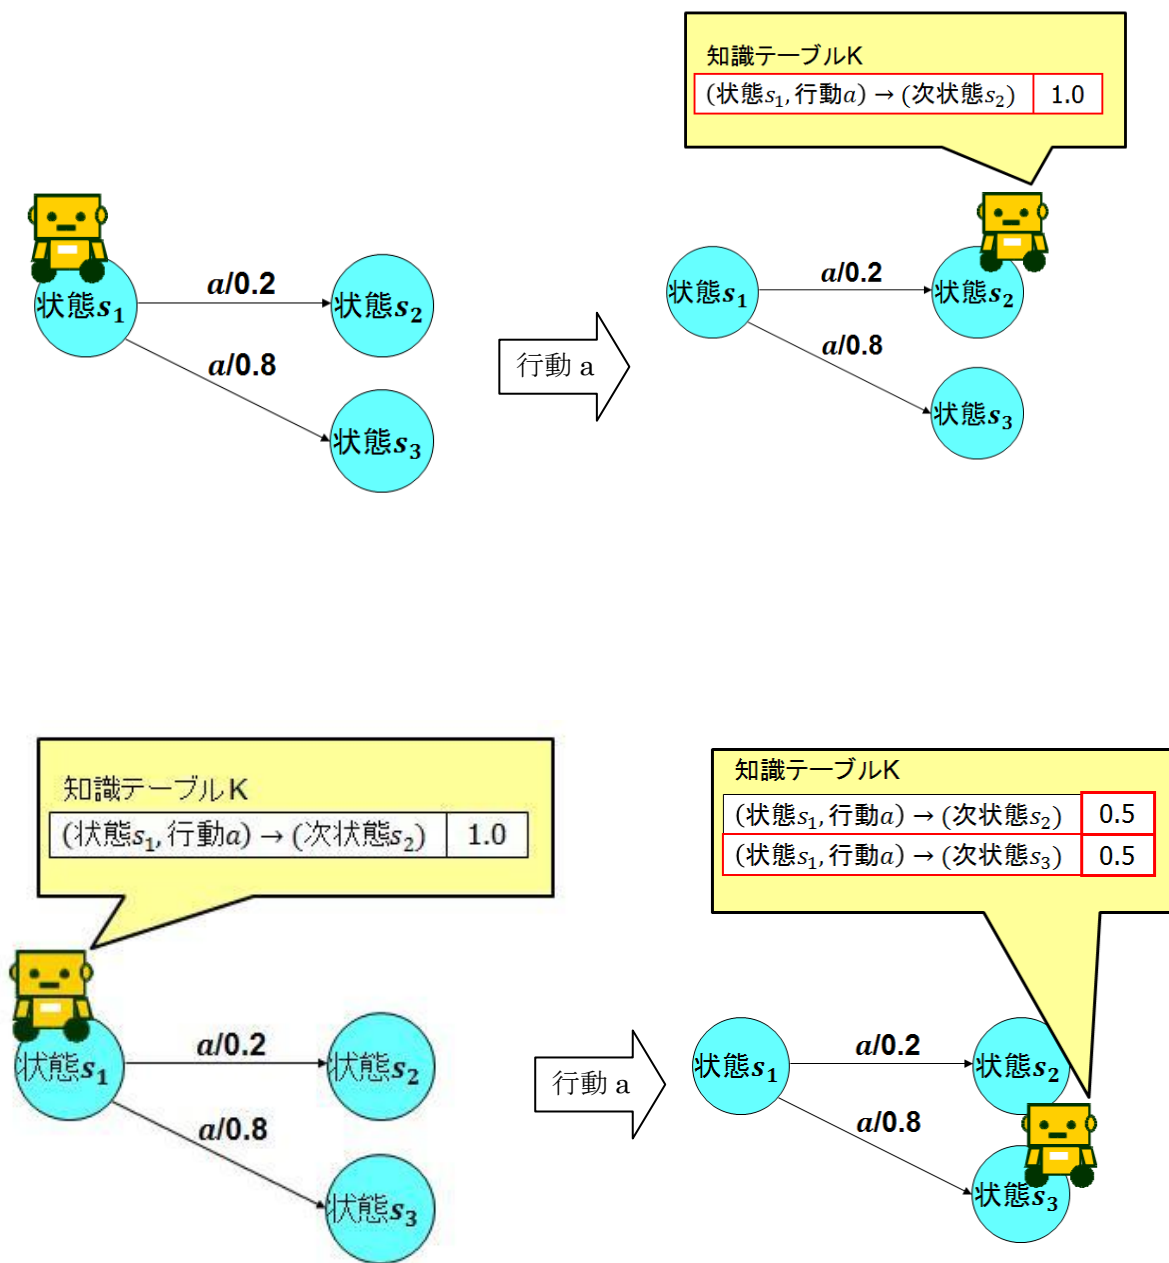 知識テーブルK
(状態s₁, 行動a) → (次状態s₂) 1.0
状態s₁
a/0.2
状態s₂
a/0.8
状態s₃
行動 a
状態s₁
a/0.2
状態s₂
a/0.8
状態s₃
知識テーブルK
(状態s₁, 行動a) → (次状態s₂) 1.0
知識テーブルK
(状態s₁, 行動a) → (次状態s₂) 0.5
(状態s₁, 行動a) → (次状態s₃) 0.5
状態s₁
a/0.2
状態s₂
a/0.8
状態s₃
行動 a
状態s₁
a/0.2
状態s₂
a/0.8
状態s₃